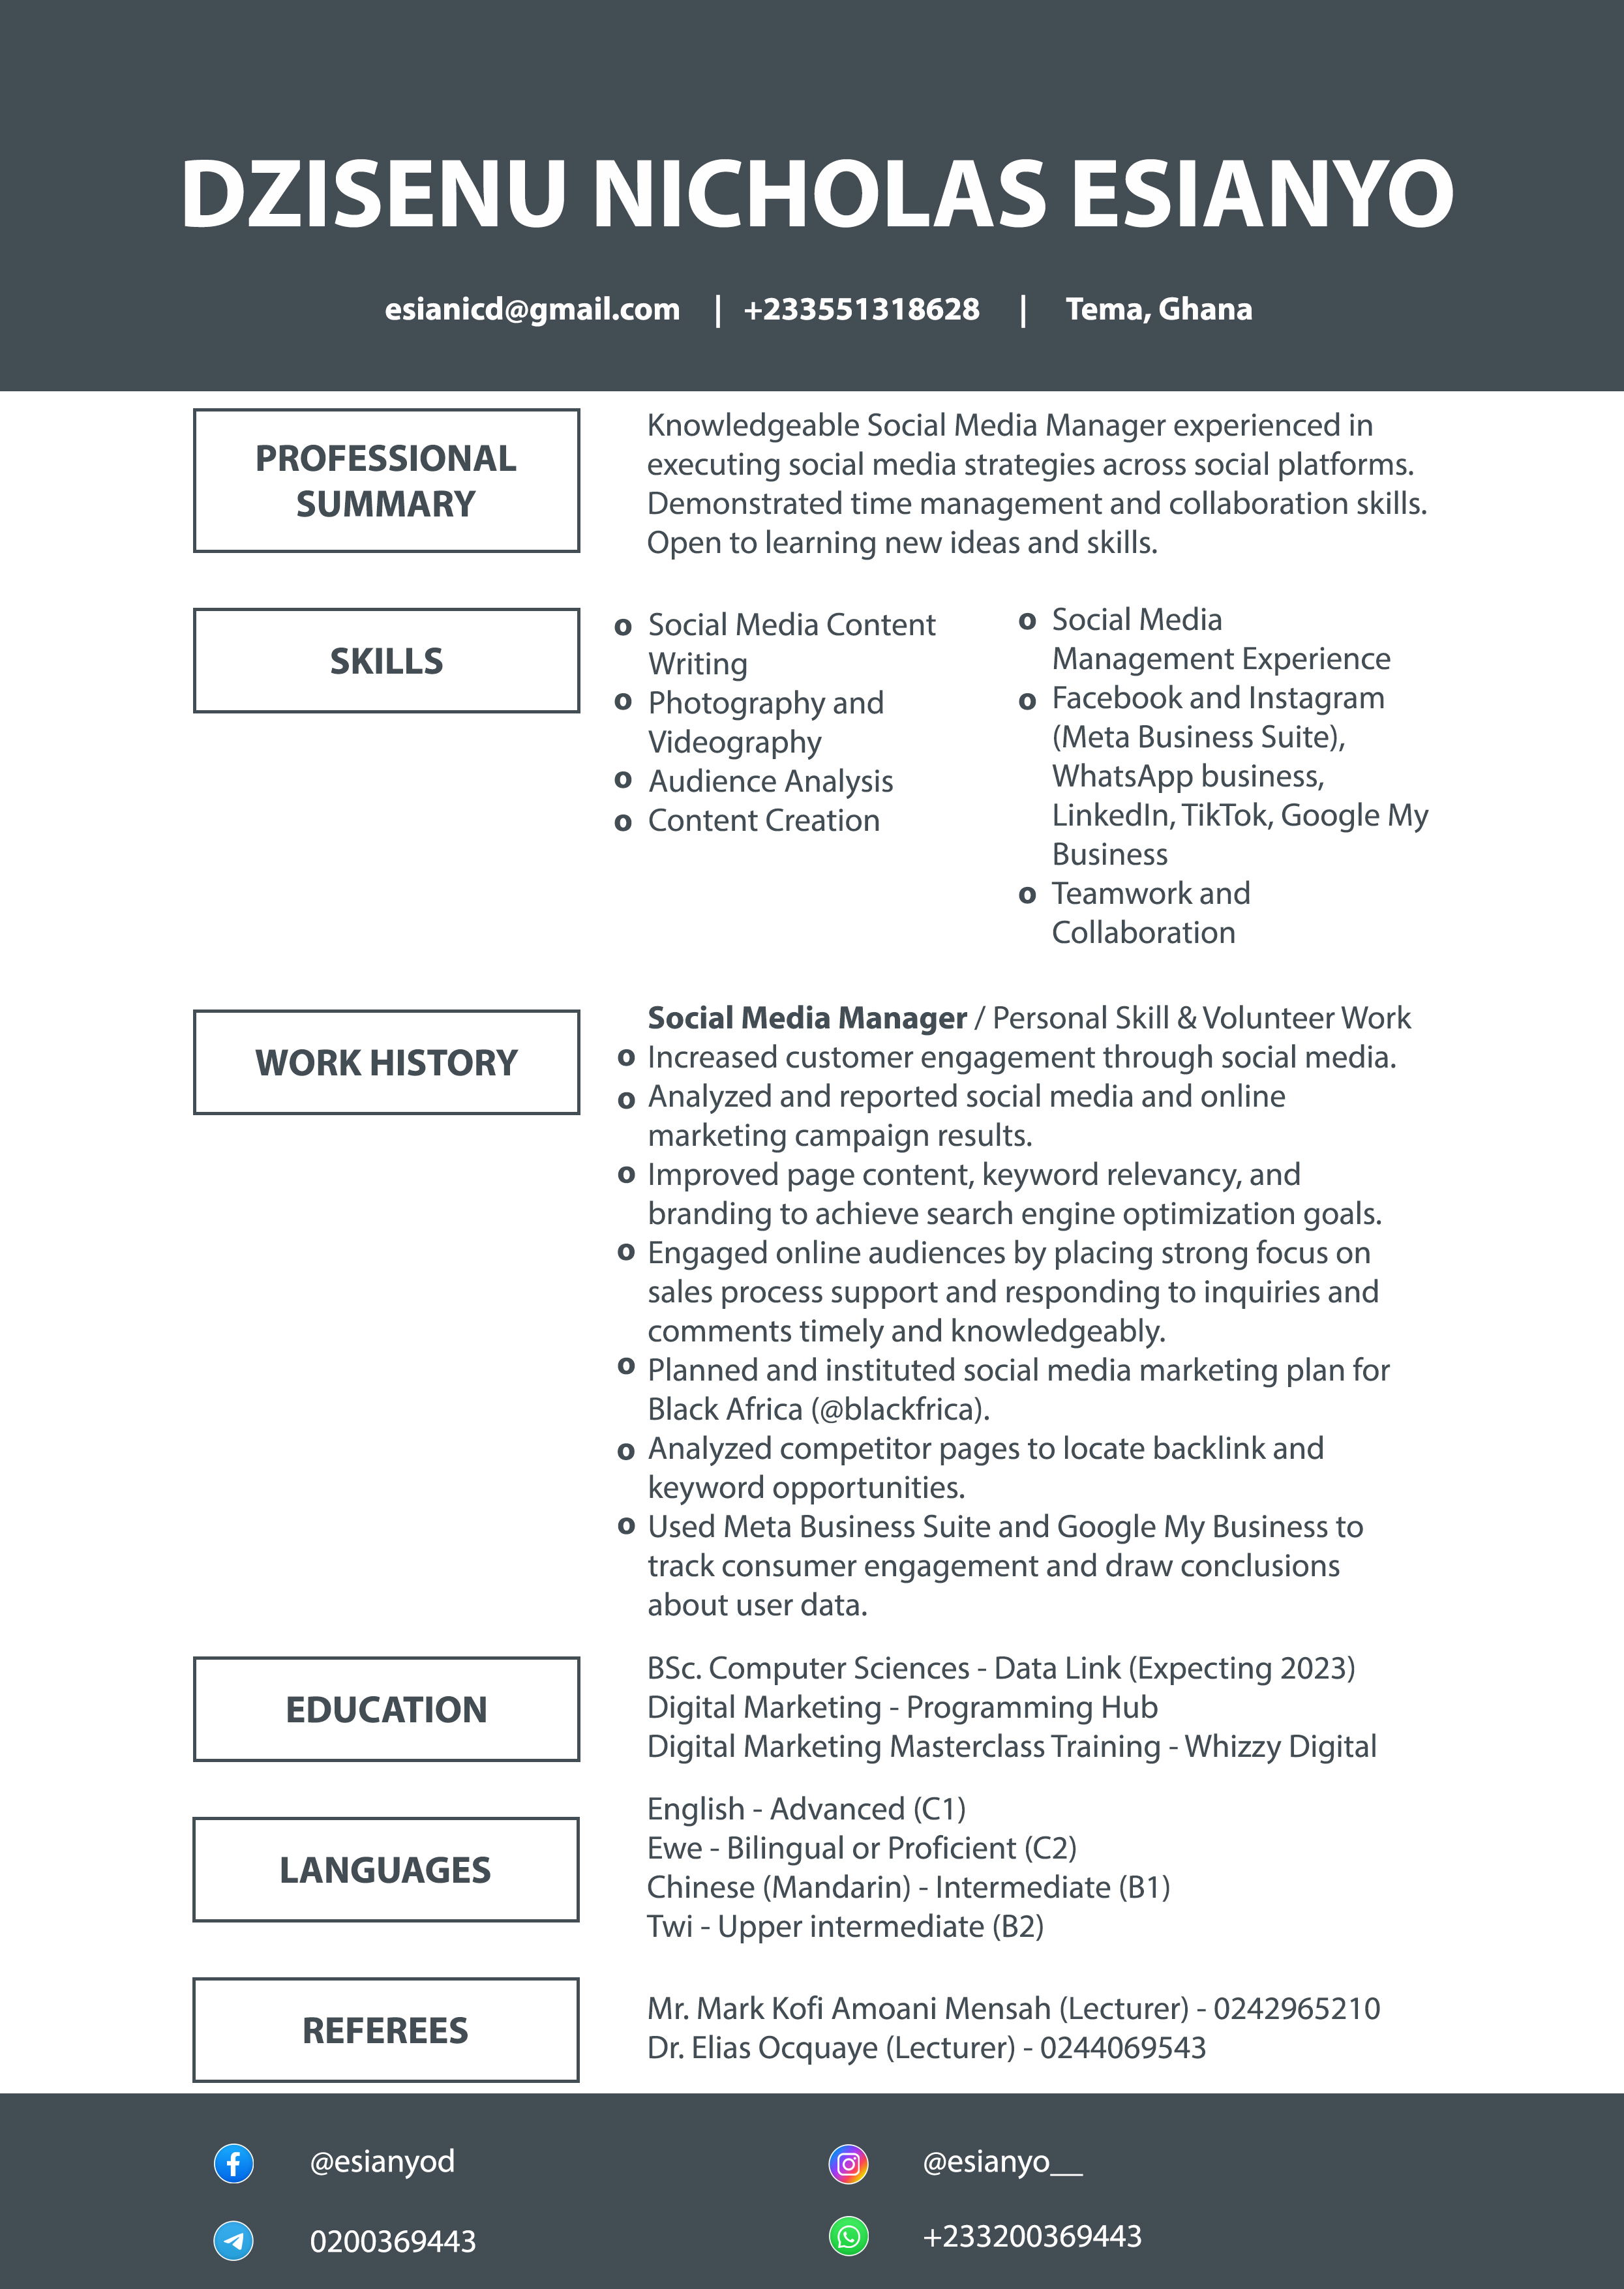 DZISENU NICHOLAS ESIANYO
esianicd@gmail.com | +233551318628 | Tema, Ghana
PROFESSIONAL
SUMMARY
Knowledgeable Social Media Manager experienced in
executing social media strategies across social platforms.
Demonstrated time management and collaboration skills.
Open to learning new ideas and skills.
SKILLS
o Social Media Content
Writing
o Photography and
Videography
o Audience Analysis
o Content Creation
o Social Media
Management Experience
o Facebook and Instagram
(Meta Business Suite),
WhatsApp business,
LinkedIn, TikTok, Google My
Business
o Teamwork and
Collaboration
WORK HISTORY
Social Media Manager / Personal Skill & Volunteer Work
o Increased customer engagement through social media.
o Analyzed and reported social media and online
marketing campaign results.
o Improved page content, keyword relevancy, and
branding to achieve search engine optimization goals.
o Engaged online audiences by placing strong focus on
sales process support and responding to inquiries and
comments timely and knowledgeably.
o Planned and instituted social media marketing plan for
Black Africa (@blackfrica).
o Analyzed competitor pages to locate backlink and
keyword opportunities.
o Used Meta Business Suite and Google My Business to
track consumer engagement and draw conclusions
about user data.
EDUCATION
BSc. Computer Sciences - Data Link (Expecting 2023)
Digital Marketing - Programming Hub
Digital Marketing Masterclass Training - Whizzy Digital
LANGUAGES
English - Advanced (C1)
Ewe - Bilingual or Proficient (C2)
Chinese (Mandarin) - Intermediate (B1)
Twi - Upper intermediate (B2)
REFEREES
Mr. Mark Kofi Amoani Mensah (Lecturer) - 0242965210
Dr. Elias Ocquaye (Lecturer) - 0244069543
@esianyod
@esianyo__
0200369443
+233200369443